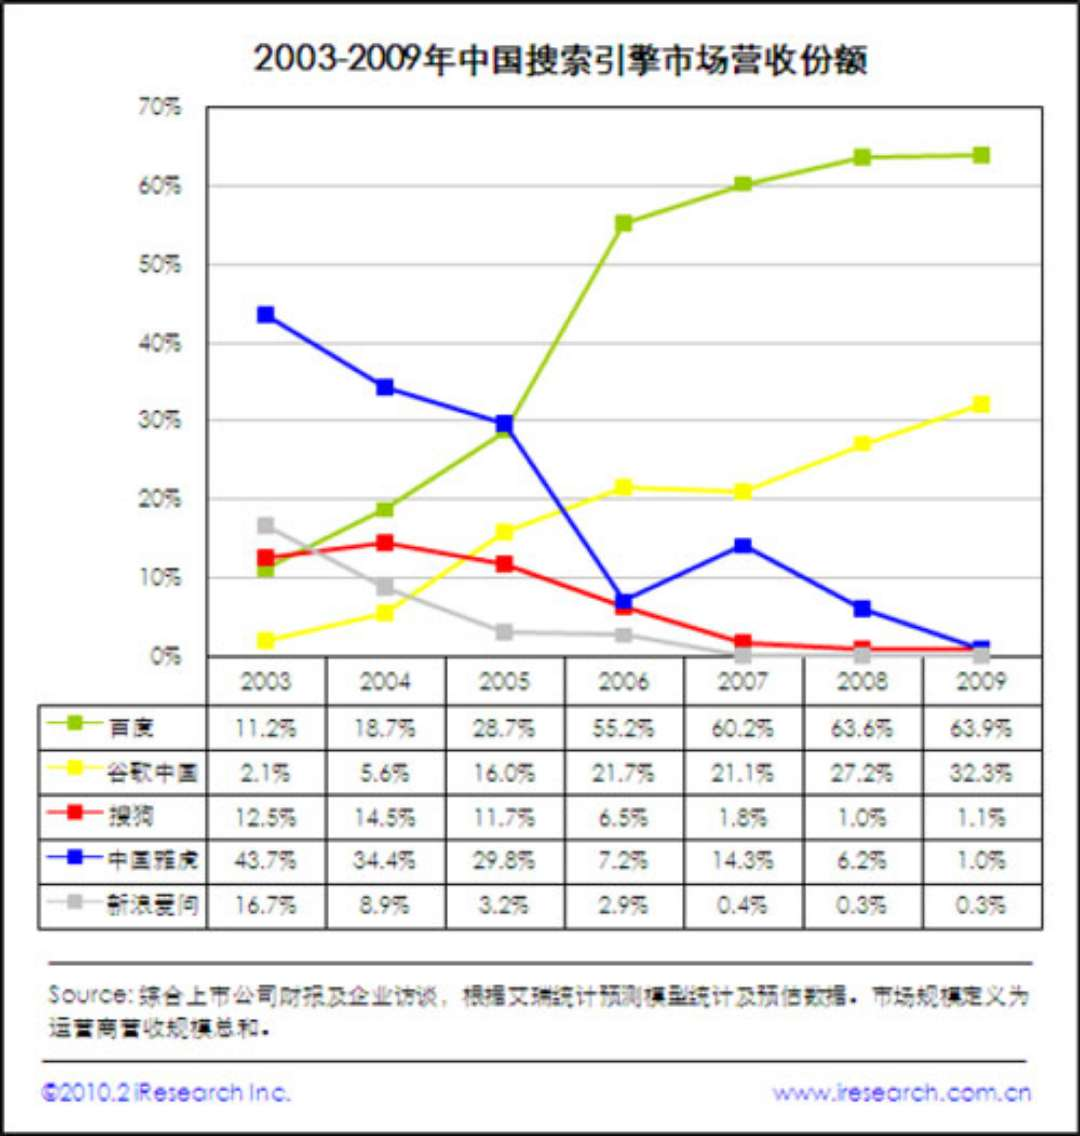 2003-2009年中国搜索引擎市场营收份额
70%
60%
50%
40%
30%
20%
10%
0%
2003 2004 2005 2006 2007 2008 2009
百度 11.2% 18.7% 28.7% 55.2% 60.2% 63.6% 63.9%
谷歌中国 2.1% 5.6% 16.0% 21.7% 21.1% 27.2% 32.3%
搜狗 12.5% 14.5% 11.7% 6.5% 1.8% 1.0% 1.1%
中国雅虎 43.7% 34.4% 29.8% 7.2% 14.3% 6.2% 1.0%
新浪爱问 16.7% 8.9% 3.2% 2.9% 0.4% 0.3% 0.3%
Source: 综合上市公司财报及企业访谈，根据艾瑞统计预测模型统计及预估数据。市场规模定义为
运营商营收规模总和。
©2010.2 iResearch Inc. www.iresearch.com.cn